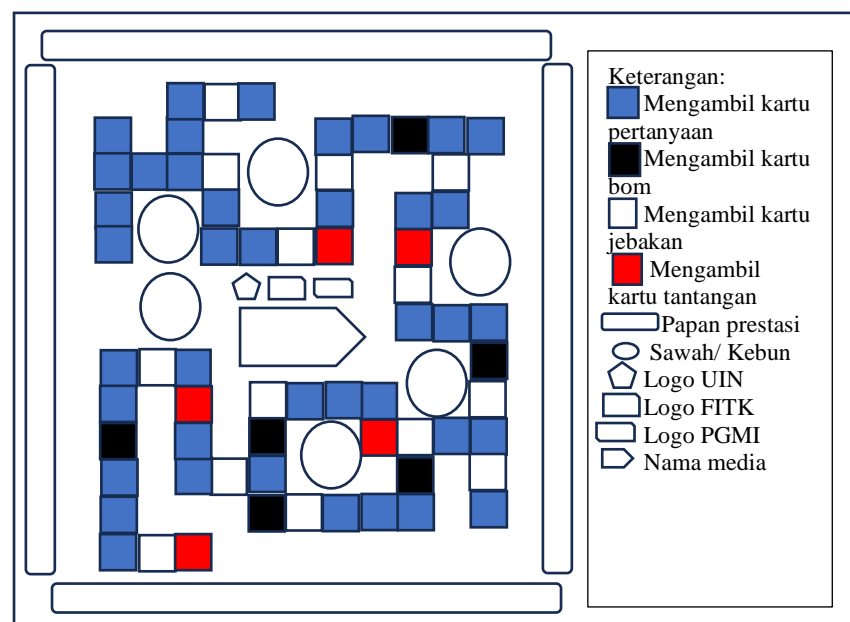 Keterangan:
Mengambil kartu
pertanyaan
Mengambil kartu
bom
Mengambil kartu
jebakan
Mengambil
kartu tantangan
Papan prestasi
Sawah/ Kebun
Logo UIN
Logo FITK
Logo PGMI
Nama media